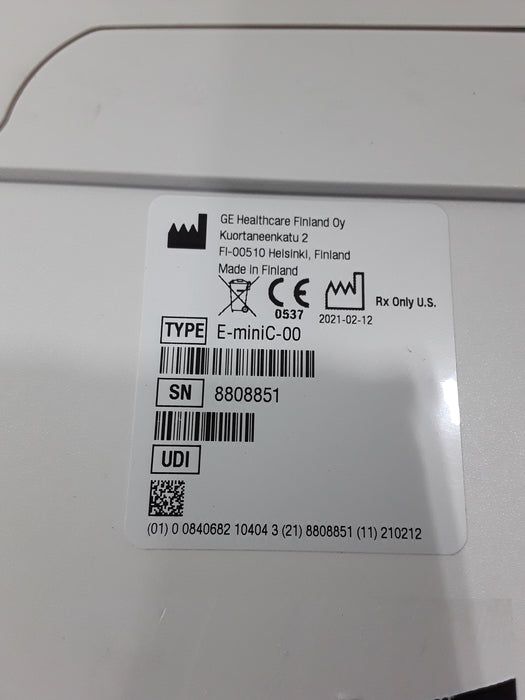 GE Healthcare Finland Oy
Kuortaneenkatu 2
FI-00510 Helsinki, Finland
Made in Finland
CE
0537
2021-02-12
Rx Only U.S.
TYPE E-miniC-00
SN 8808851
UDI
(01) 0 0840682 10404 3 (21) 8808851 (11) 210212